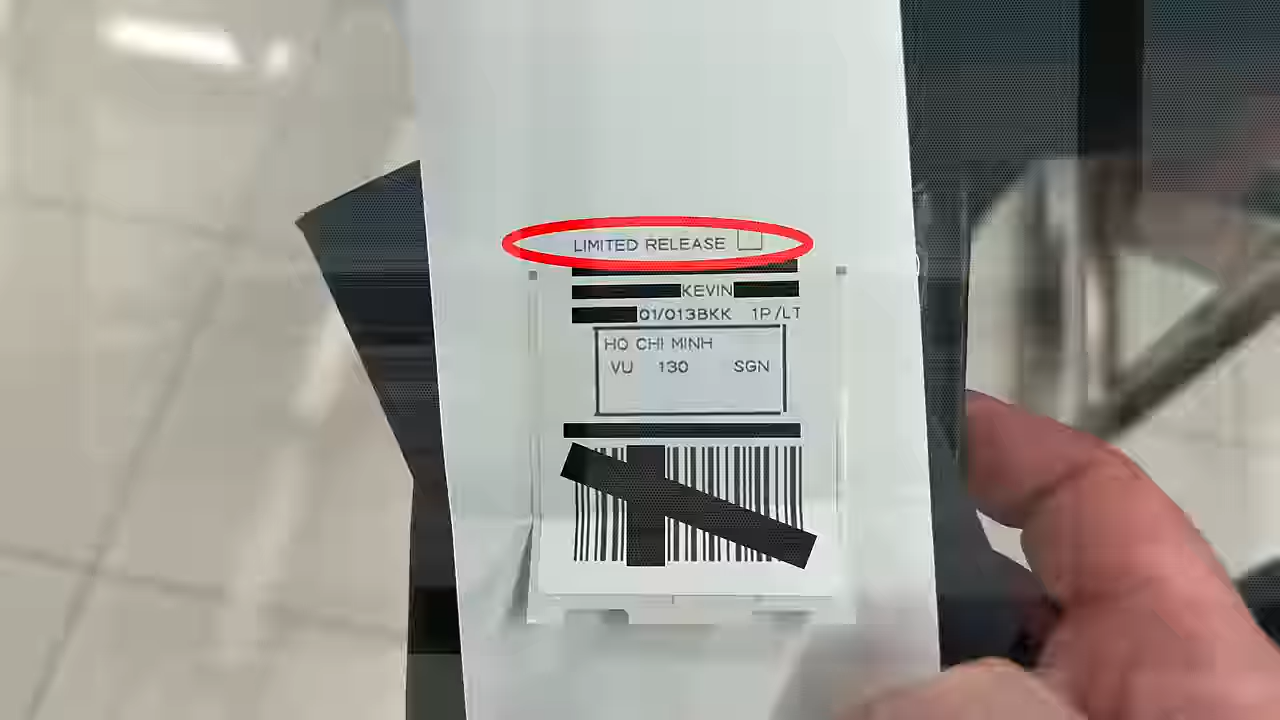 LIMITED RELEASE
KEVIN
01/013BKK 1P/LT
HO CHI MINH
VU 130 SGN